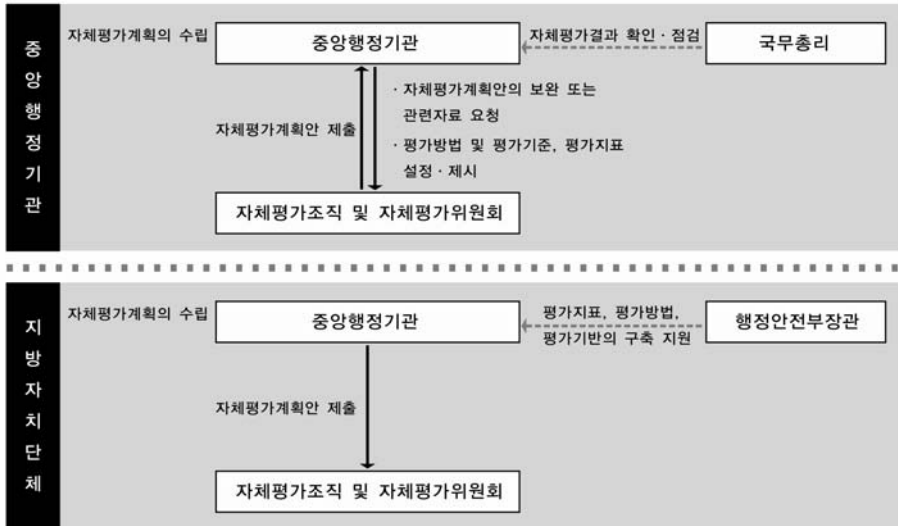 중앙행정기관
자체평가계획의 수립
중앙행정기관
자체평가결과 확인 · 점검
국무총리
자체평가계획안 제출
· 자체평가계획안의 보완 또는
관련자료 요청
· 평가방법 및 평가기준, 평가지표
설정 · 제시
자체평가조직 및 자체평가위원회
지방자치단체
자체평가계획의 수립
중앙행정기관
평가지표, 평가방법,
평가기반의 구축 지원
행정안전부장관
자체평가계획안 제출
자체평가조직 및 자체평가위원회